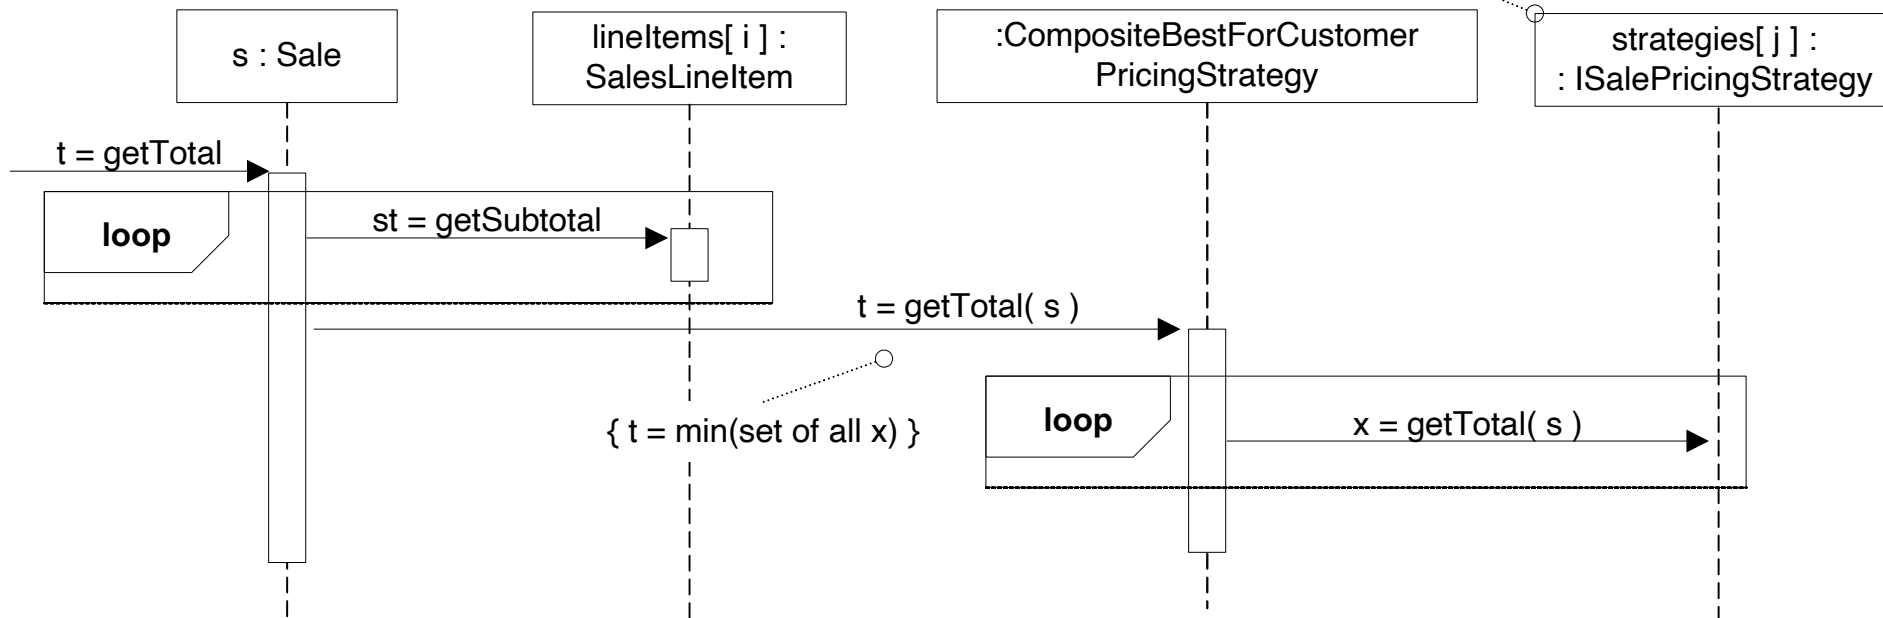 s : Sale
lineItems[ i ] :
SalesLineItem
:CompositeBestForCustomer
PricingStrategy
strategies[ j ] :
: ISalePricingStrategy
t = getTotal
loop
st = getSubtotal
t = getTotal( s )
{ t = min(set of all x) }
loop
x = getTotal( s )